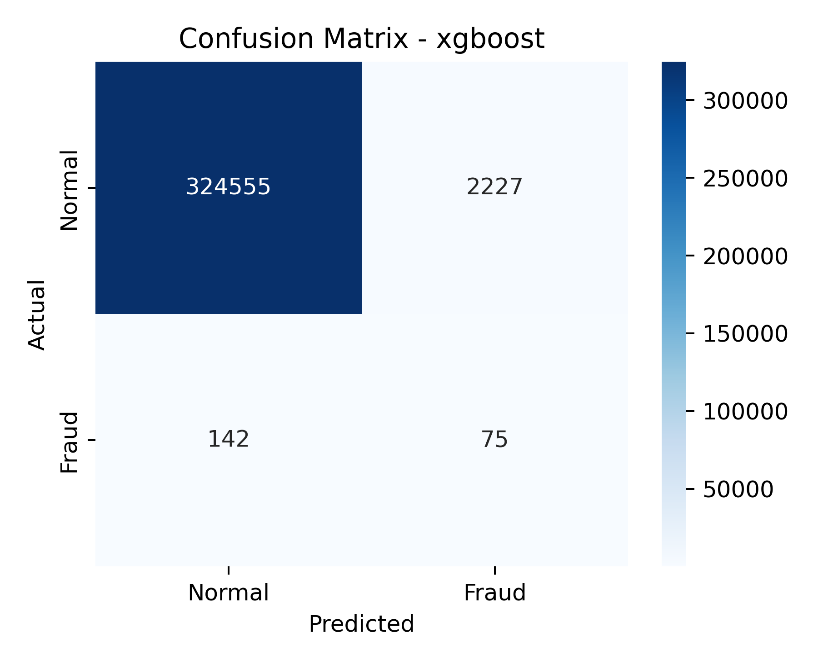 Confusion Matrix - xgboost
Actual
Normal
324555
2227
Fraud
142
75
Normal
Fraud
Predicted
300000
250000
200000
150000
100000
50000